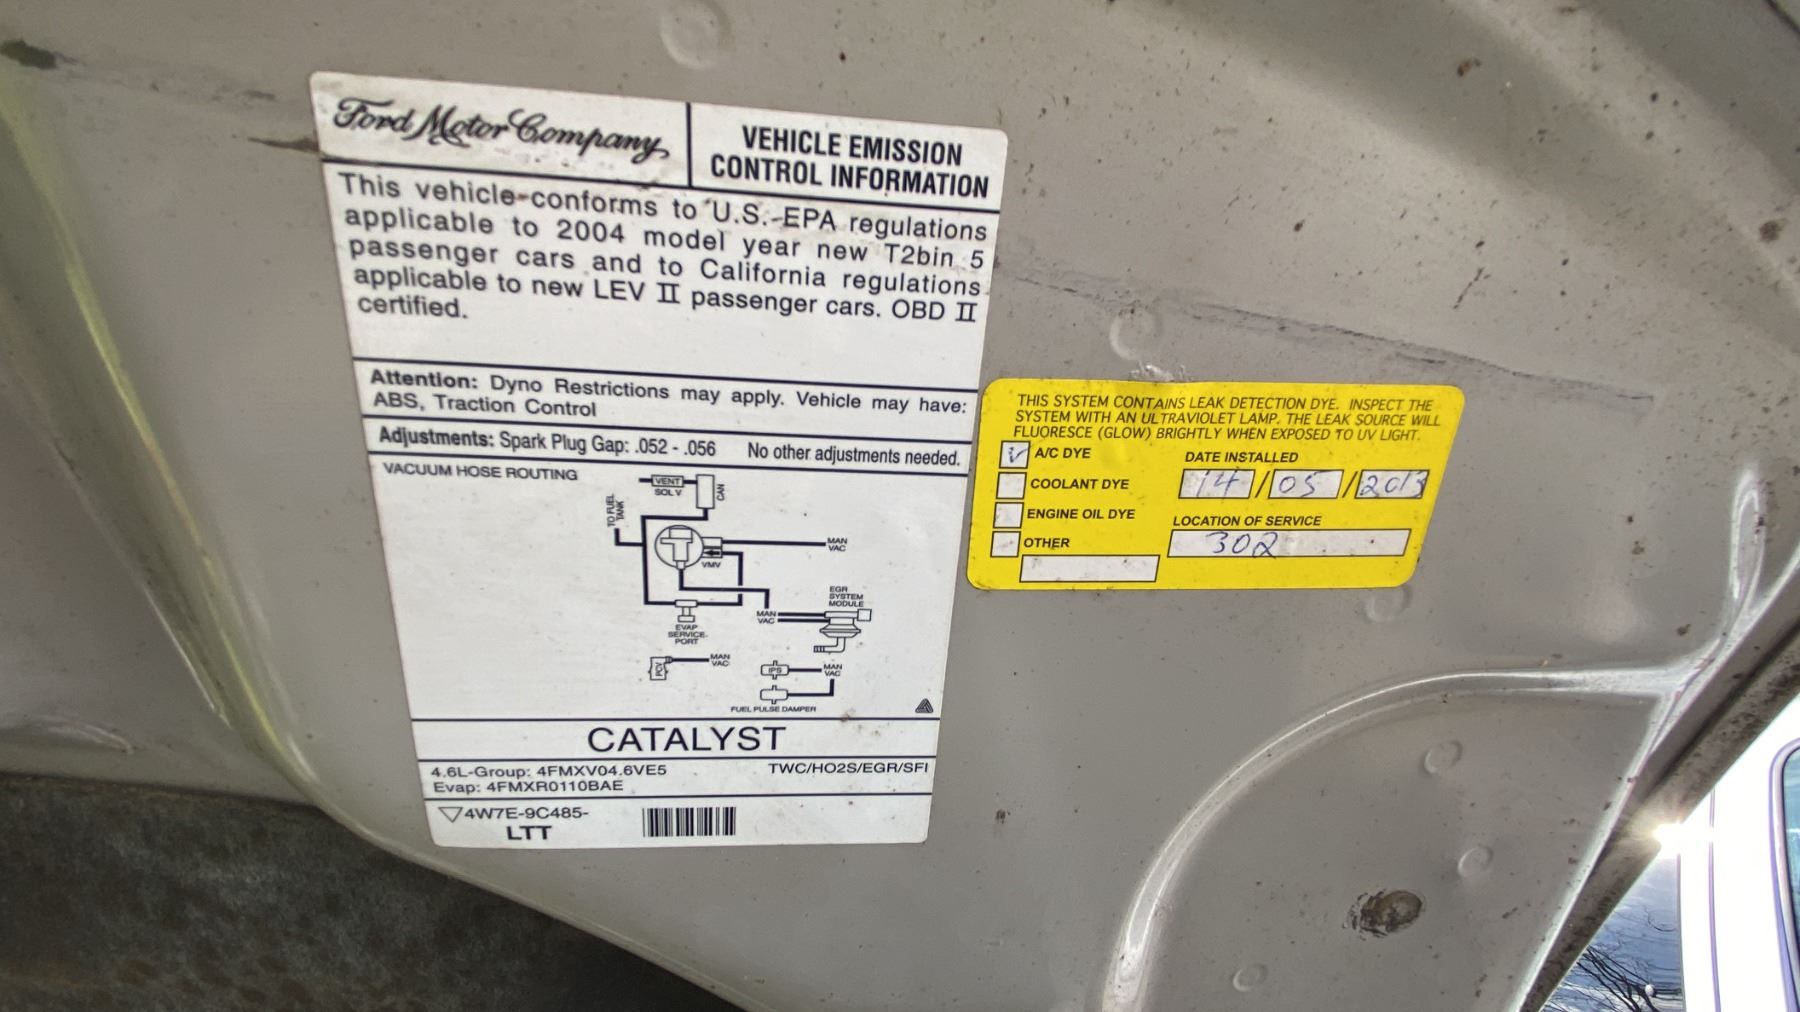 Ford Motor Company
VEHICLE EMISSION
CONTROL INFORMATION
This vehicle conforms to U.S. EPA regulations
applicable to 2004 model year new T2bin 5
passenger cars and to California regulations
applicable to new LEV II passenger cars. OBD II
certified.
Attention: Dyno Restrictions may apply. Vehicle may have:
ABS, Traction Control
Adjustments: Spark Plug Gap: .052 - .056 No other adjustments needed.
VACUUM HOSE ROUTING
VENT
SOL V
CAN
TO FUEL
TANK
MAN
VAC
VMV
EGR
SYSTEM
MODULE
MAN
VAC
EVAP
SERVICE
PORT
PCV
MAN
VAC
IPS
MAN
VAC
FUEL PULSE DAMPER
CATALYST
4.6L-Group: 4FMXV04.6VE5 TWC/HO2S/EGR/SFI
Evap: 4FMXR0110BAE
4W7E-9C485-
LTT
THIS SYSTEM CONTAINS LEAK DETECTION DYE. INSPECT THE
SYSTEM WITH AN ULTRAVIOLET LAMP. THE LEAK SOURCE WILL
FLUORESCE (GLOW) BRIGHTLY WHEN EXPOSED TO UV LIGHT.
A/C DYE
COOLANT DYE
ENGINE OIL DYE
OTHER
DATE INSTALLED
14/05/2013
LOCATION OF SERVICE
302